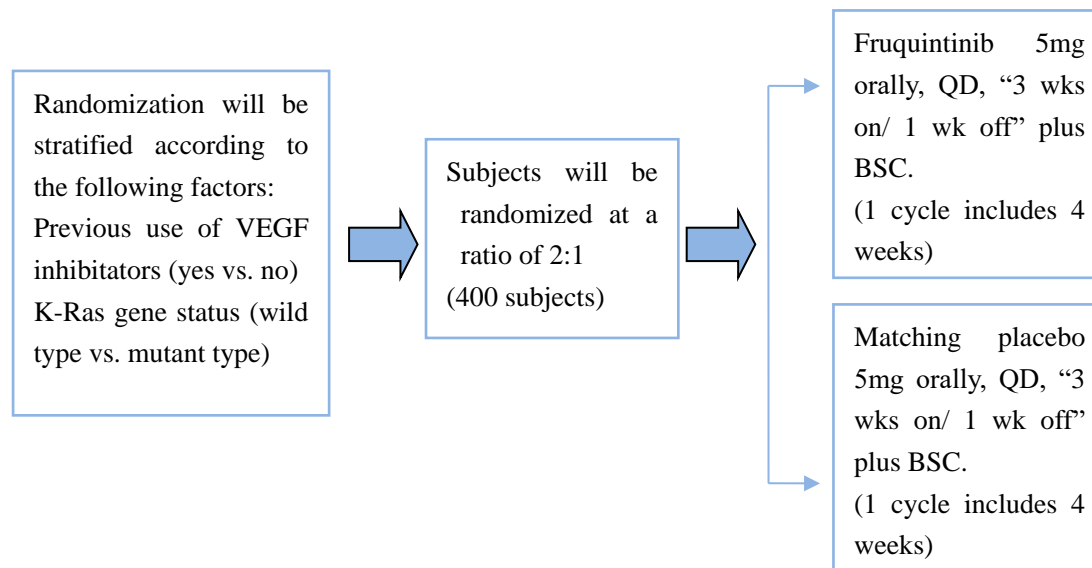 Randomization will be
stratified according to
the following factors:
Previous use of VEGF
inhibitators (yes vs. no)
K-Ras gene status (wild
type vs. mutant type)
Subjects will be
randomized at a
ratio of 2:1
(400 subjects)
Fruquintinib 5mg
orally, QD, “3 wks
on/ 1 wk off” plus
BSC.
(1 cycle includes 4
weeks)
Matching placebo
5mg orally, QD, “3
wks on/ 1 wk off”
plus BSC.
(1 cycle includes 4
weeks)